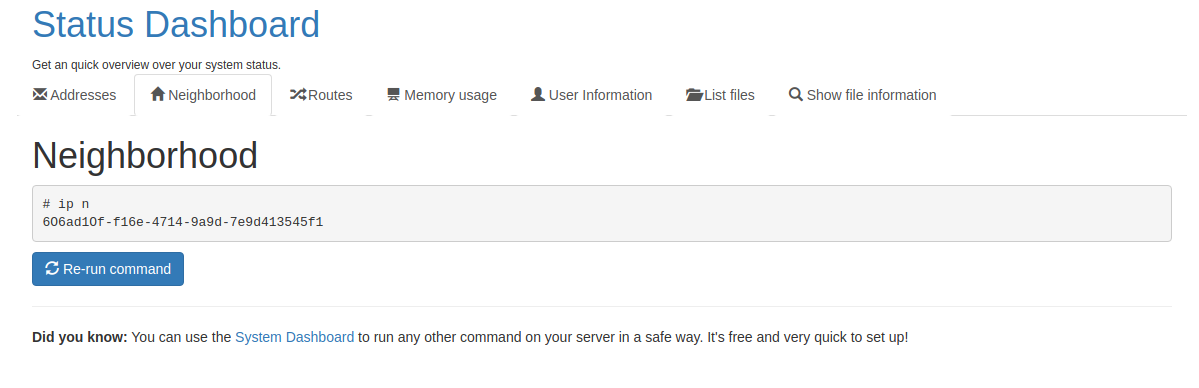 Status Dashboard
Get an quick overview over your system status.
Addresses Neighborhood Routes Memory usage User Information List files Show file information
Neighborhood
# ip n
6O6ad1Of-f16e-4714-9a9d-7e9d413545f1
Re-run command
Did you know: You can use the System Dashboard to run any other command on your server in a safe way. It's free and very quick to set up!